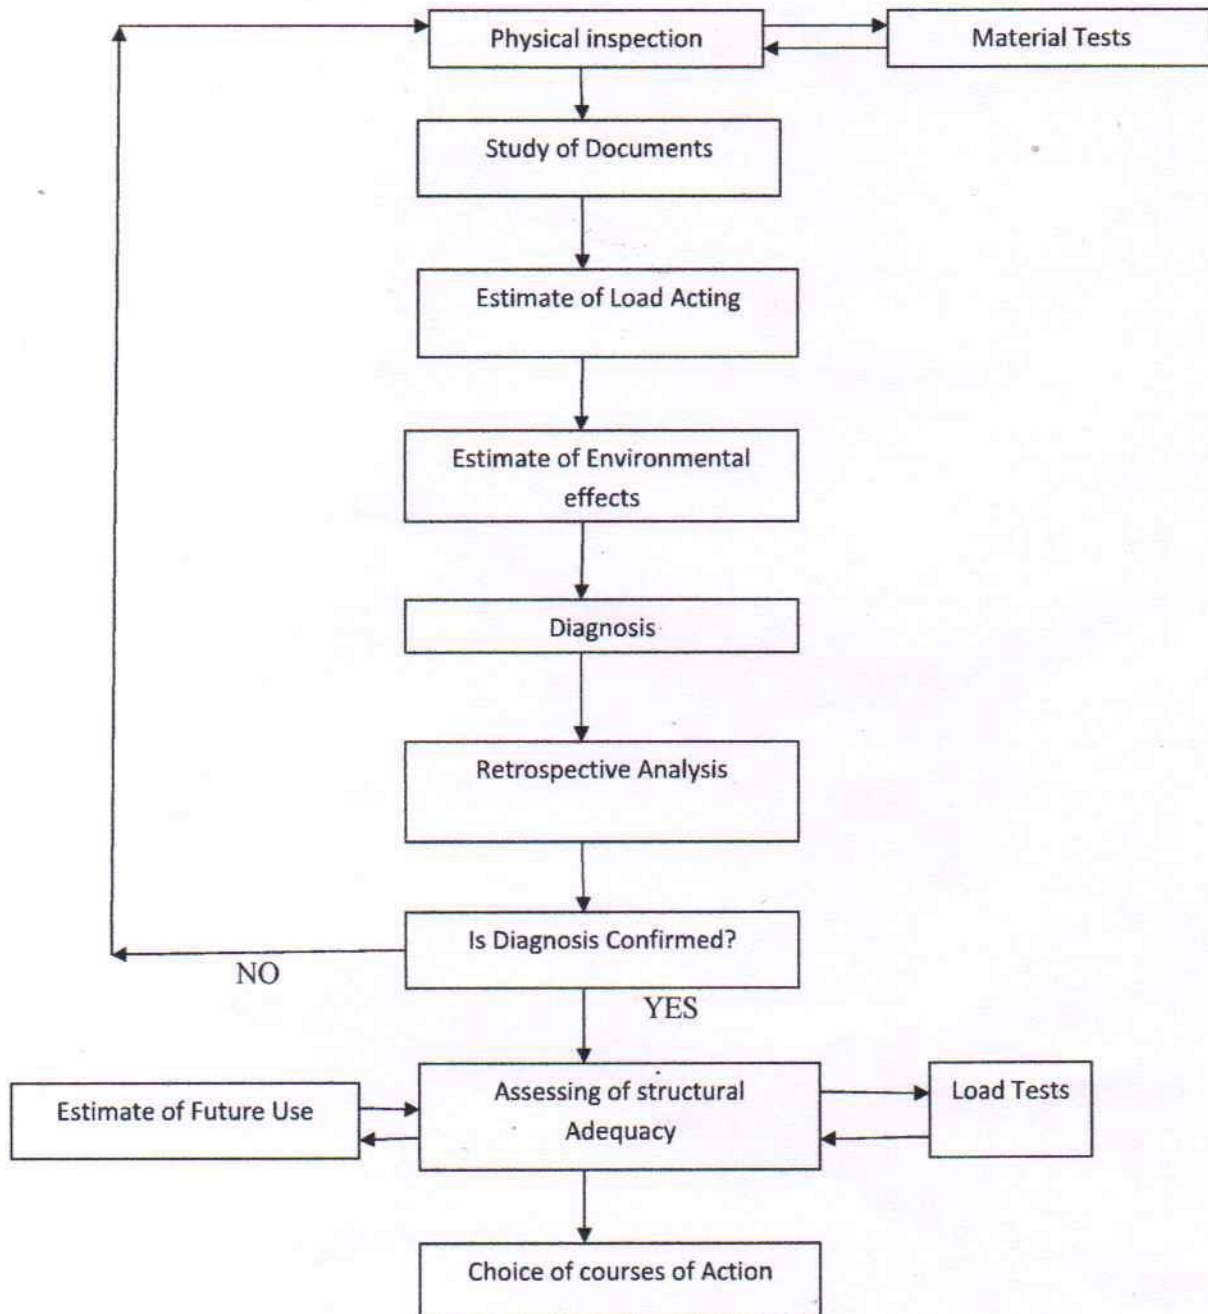 Physical inspection
Material Tests
Study of Documents
Estimate of Load Acting
Estimate of Environmental
effects
Diagnosis
Retrospective Analysis
Is Diagnosis Confirmed?
NO
YES
Estimate of Future Use
Assessing of structural
Adequacy
Load Tests
Choice of courses of Action